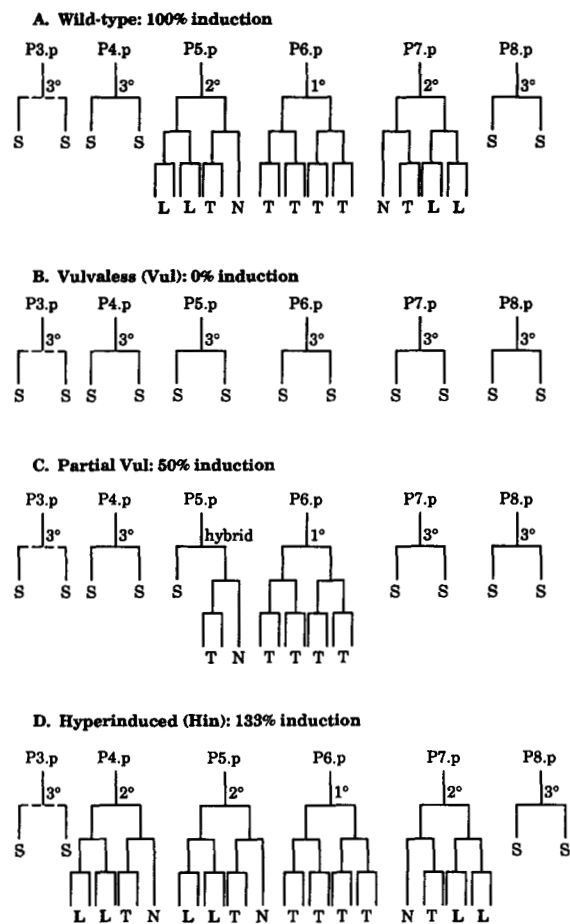 A. Wild-type: 100% induction
P3.p P4.p P5.p P6.p P7.p P8.p
3° 3° 2° 1° 2° 3°
S S S S S S
L L T N T T T T N T L L
B. Vulvaless (Vul): 0% induction
P3.p P4.p P5.p P6.p P7.p P8.p
3° 3° 3° 3° 3° 3°
S S S S S S S S S S S S
C. Partial Vul: 50% induction
P3.p P4.p P5.p P6.p P7.p P8.p
3° 3° hybrid 1° 3° 3°
S S S S S S S S S
T N T T T T
D. Hyperinduced (Hin): 133% induction
P3.p P4.p P5.p P6.p P7.p P8.p
3° 2° 2° 1° 2° 3°
S S S S
L L T N L L T N T T T T N T L L